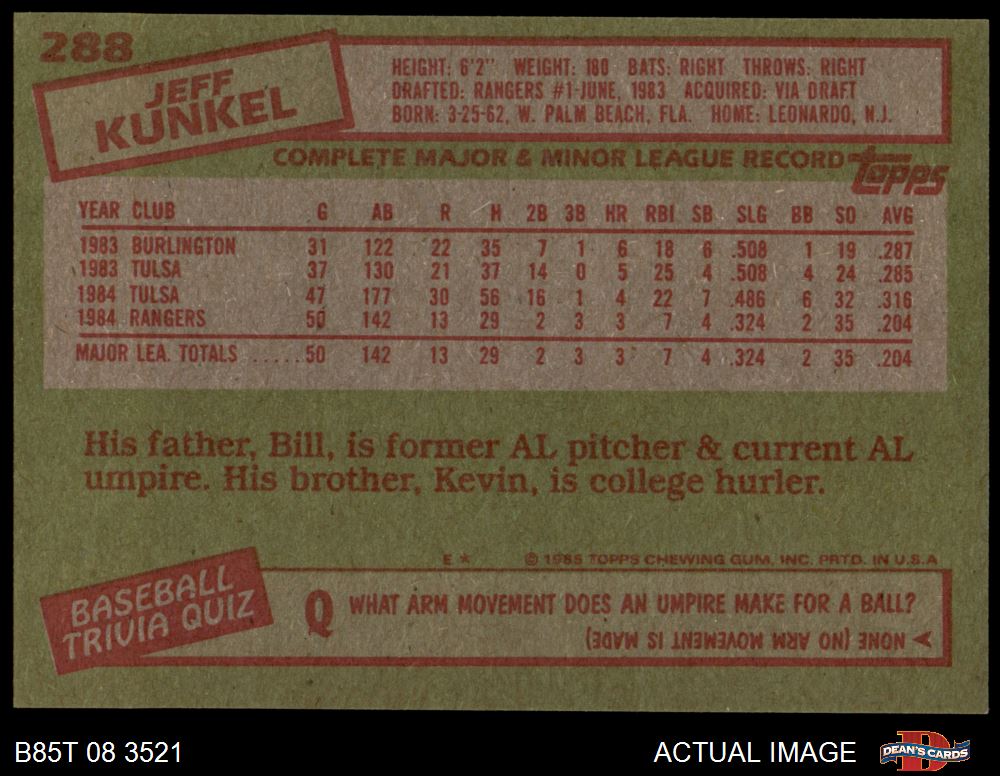 288
JEFF
KUNKEL
HEIGHT: 6'2" WEIGHT: 180 BATS: RIGHT THROWS: RIGHT
DRAFTED: RANGERS #1-JUNE, 1983 ACQUIRED: VIA DRAFT
BORN: 3-25-62, W. PALM BEACH, FLA. HOME: LEONARDO, N.J.
COMPLETE MAJOR & MINOR LEAGUE RECORD topps
YEAR CLUB G AB R H 2B 3B HR RBI SB SLG BB SO AVG
1983 BURLINGTON 31 122 22 35 7 1 6 18 6 .508 1 19 .287
1983 TULSA 37 130 21 37 14 0 5 25 4 .508 4 24 .285
1984 TULSA 47 177 30 56 16 1 4 22 7 .486 6 32 .316
1984 RANGERS 50 142 13 29 2 3 3 7 4 .324 2 35 .204
MAJOR LEA. TOTALS .....50 142 13 29 2 3 3 7 4 .324 2 35 .204
His father, Bill, is former AL pitcher & current AL
umpire. His brother, Kevin, is college hurler.
E * © 1985 TOPPS CHEWING GUM, INC. PRTD. IN U.S.A
BASEBALL
TRIVIA QUIZ
Q WHAT ARM MOVEMENT DOES AN UMPIRE MAKE FOR A BALL?
NONE (NO ARM MOVEMENT IS MADE)
B85T 08 3521 ACTUAL IMAGE D DEAN'S CARDS